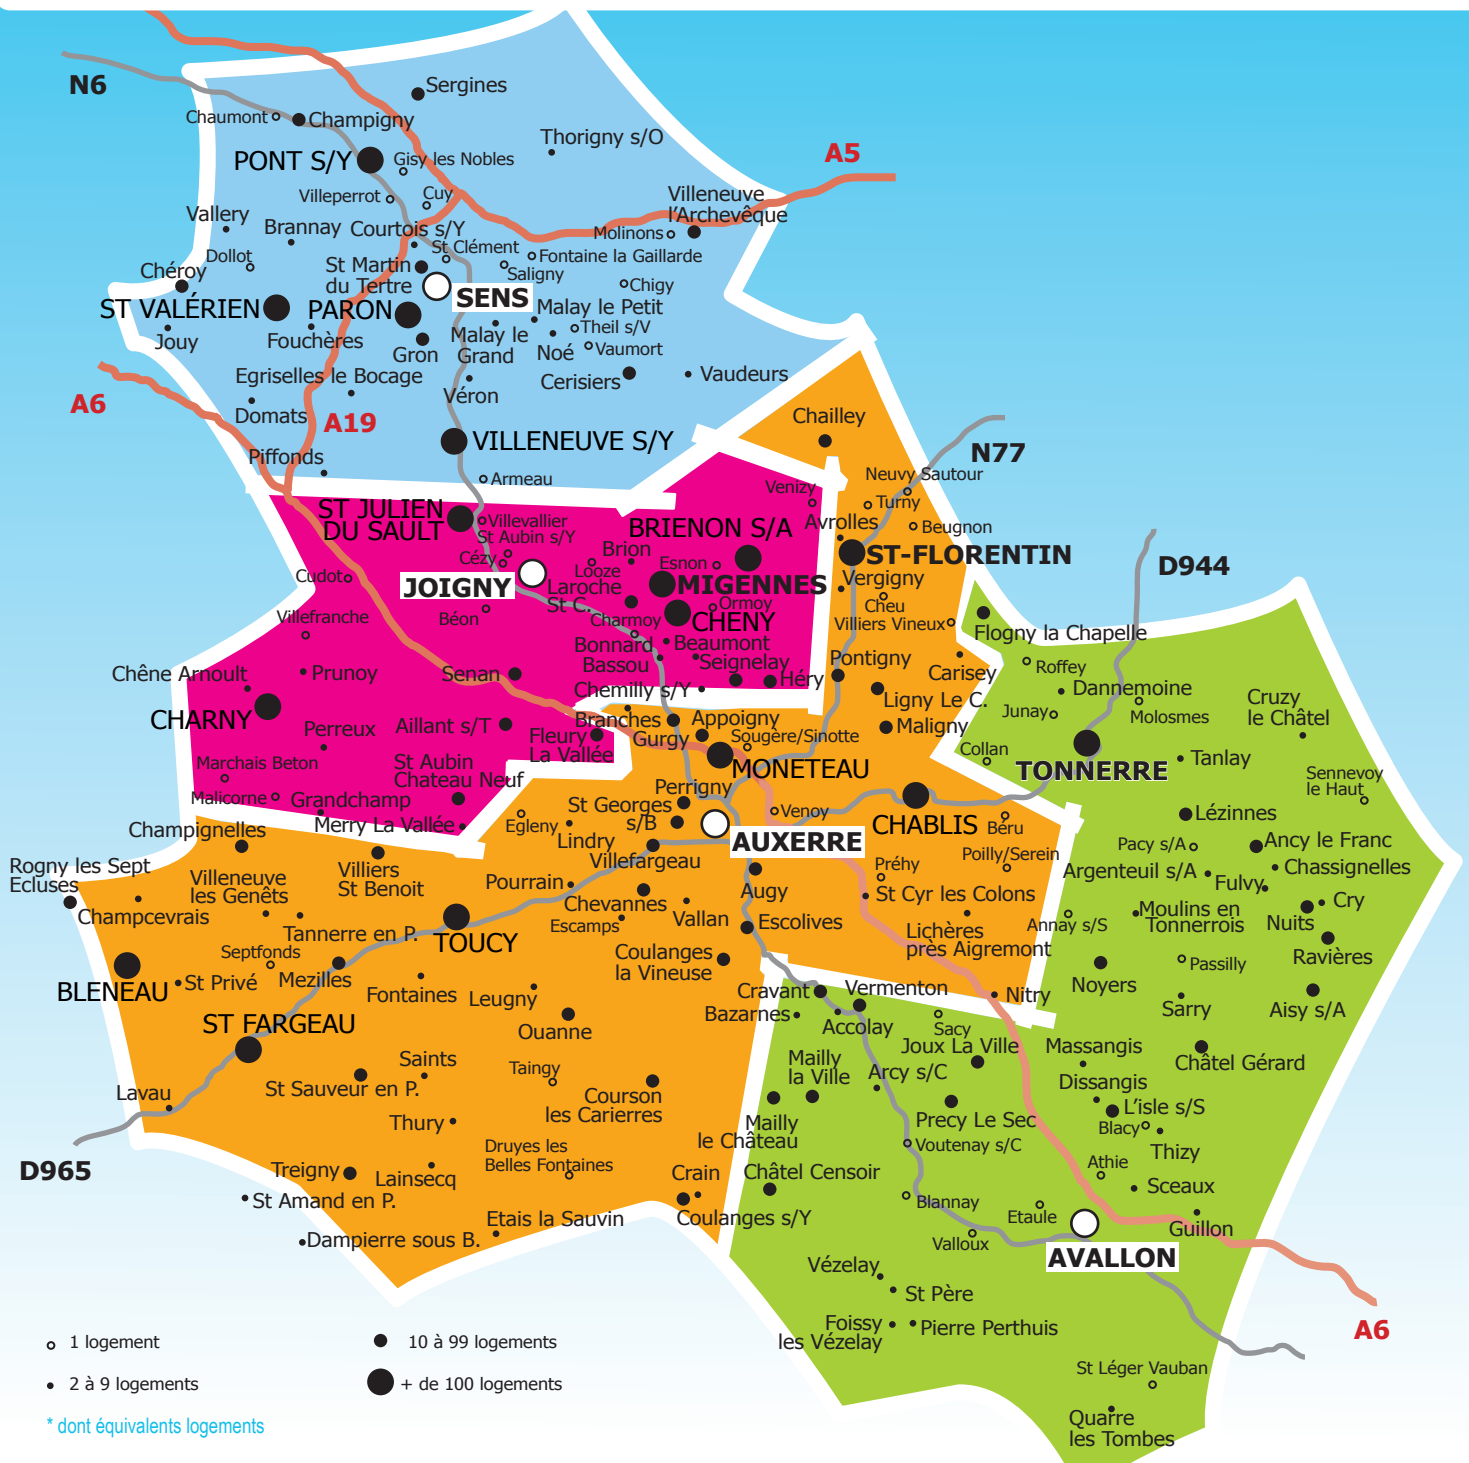 N6
Sergines
Chaumont
Champigny
Thorigny s/O
A5
PONT S/Y
Gisy les Nobles
Villeperrot
Cuy
Villeneuve
l'Archevêque
Vallery
Brannay
Courtois s/Y
Molinons
St Clément
Dollot
Fontaine la Gaillarde
Chéroy
St Martin
du Tertre
Saligny
Chigy
SENS
ST VALÉRIEN
PARON
Malay le Petit
Theil s/V
Jouy
Fouchères
Gron
Malay le
Grand
Noé
Vaumort
Egriselles le Bocage
Cerisiers
Vaudeurs
Véron
A6
Domats
A19
Chailley
VILLENEUVE S/Y
N77
Piffonds
Armeau
Neuvy Sautour
Venizy
Turny
ST JULIEN
DU SAULT
Villevallier
St Aubin s/Y
BRIENON S/A
Avrolles
Beugnon
Cézy
Brion
Esnon
ST-FLORENTIN
Looze
D944
Cudot
JOIGNY
Laroche
St C.
MIGENNES
Vergigny
Cheu
Ormoy
Villefranche
Béon
Charmoy
CHENY
Villiers Vineux
Flogny la Chapelle
Bonnard
Beaumont
Bassou
Seignelay
Pontigny
Roffey
Chêne Arnoult
Prunoy
Senan
Héry
Carisey
Chemilly s/Y
Ligny Le C.
Dannemoine
Cruzy
le Châtel
CHARNY
Perreux
Aillant s/T
Branches
Appoigny
Maligny
Junay
Molosmes
Fleury
La Vallée
Gurgy
Sougère/Sinotte
Collan
Marchais Beton
St Aubin
Chateau Neuf
MONETEAU
TONNERRE
Tanlay
Sennevoy
le Haut
Malicorne
Grandchamp
Perrigny
St Georges
s/B
Venoy
CHABLIS
Béru
Lézinnes
Champignelles
Merry La Vallée
Egleny
Lindry
AUXERRE
Rogny les Sept
Ecluses
Villiers
St Benoit
Villefargeau
Préhy
Poilly/Serein
Pacy s/A
Ancy le Franc
Villeneuve
les Genêts
Pourrain
Augy
Argenteuil s/A
Fulvy
Chassignelles
Champcevrais
Chevannes
St Cyr les Colons
Cry
Tannerre en P.
TOUCY
Escamps
Vallan
Escolives
Lichères
près Aigremont
Annay s/S
Moulins en
Tonnerrois
Nuits
Septfonds
Coulanges
la Vineuse
Passilly
Ravières
BLENEAU
St Privé
Mezilles
Fontaines
Leugny
Cravant
Vermenton
Nitry
Noyers
ST FARGEAU
Ouanne
Bazarnes
Accolay
Sacy
Sarry
Aisy s/A
Saints
Mailly
la Ville
Joux La Ville
Massangis
Châtel Gérard
Lavau
St Sauveur en P.
Taingy
Courson
les Carierres
Arcy s/C
Dissangis
Thury
Mailly
le Château
Precy Le Sec
L'isle s/S
Blacy
D965
Druyes les
Belles Fontaines
Voutenay s/C
Thizy
Treigny
Lainsecq
Crain
Châtel Censoir
Athie
Sceaux
St Amand en P.
Blannay
Etaule
Etais la Sauvin
Coulanges s/Y
Guillon
Dampierre sous B.
Valloux
AVALLON
Vézelay
St Père
Foissy
les Vézelay
Pierre Perthuis
A6
1 logement
10 à 99 logements
St Léger Vauban
2 à 9 logements
+ de 100 logements
Quarre
les Tombes
* dont équivalents logements